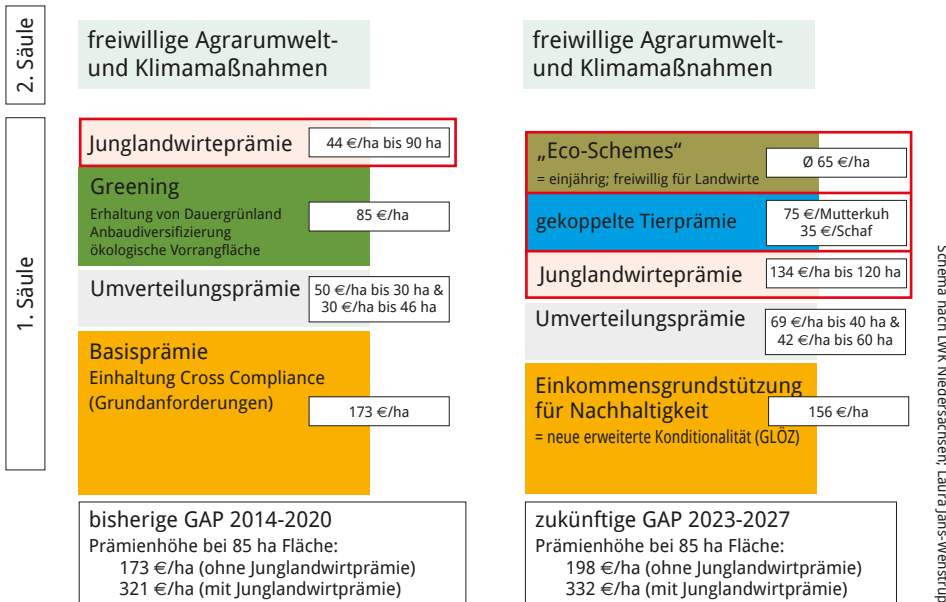 2. Säule
freiwillige Agrarumwelt-
und Klimamaßnahmen
1. Säule
Junglandwirteprämie
44 €/ha bis 90 ha
Greening
Erhaltung von Dauergrünland
Anbaudiversifizierung
ökologische Vorrangfläche
85 €/ha
Umverteilungsprämie
50 €/ha bis 30 ha &
30 €/ha bis 46 ha
Basisprämie
Einhaltung Cross Compliance
(Grundanforderungen)
173 €/ha
bisherige GAP 2014-2020
Prämienhöhe bei 85 ha Fläche:
173 €/ha (ohne Junglandwirtprämie)
321 €/ha (mit Junglandwirtprämie)
freiwillige Agrarumwelt-
und Klimamaßnahmen
„Eco-Schemes“
= einjährig; freiwillig für Landwirte
Ø 65 €/ha
gekoppelte Tierprämie
75 €/Mutterkuh
35 €/Schaf
Junglandwirteprämie
134 €/ha bis 120 ha
Umverteilungsprämie
69 €/ha bis 40 ha &
42 €/ha bis 60 ha
Einkommensgrundstützung
für Nachhaltigkeit
= neue erweiterte Konditionalität (GLÖZ)
156 €/ha
zukünftige GAP 2023-2027
Prämienhöhe bei 85 ha Fläche:
198 €/ha (ohne Junglandwirtprämie)
332 €/ha (mit Junglandwirtprämie)
Schema nach LWK Niedersachsen; Laura Jans-Wenstrup